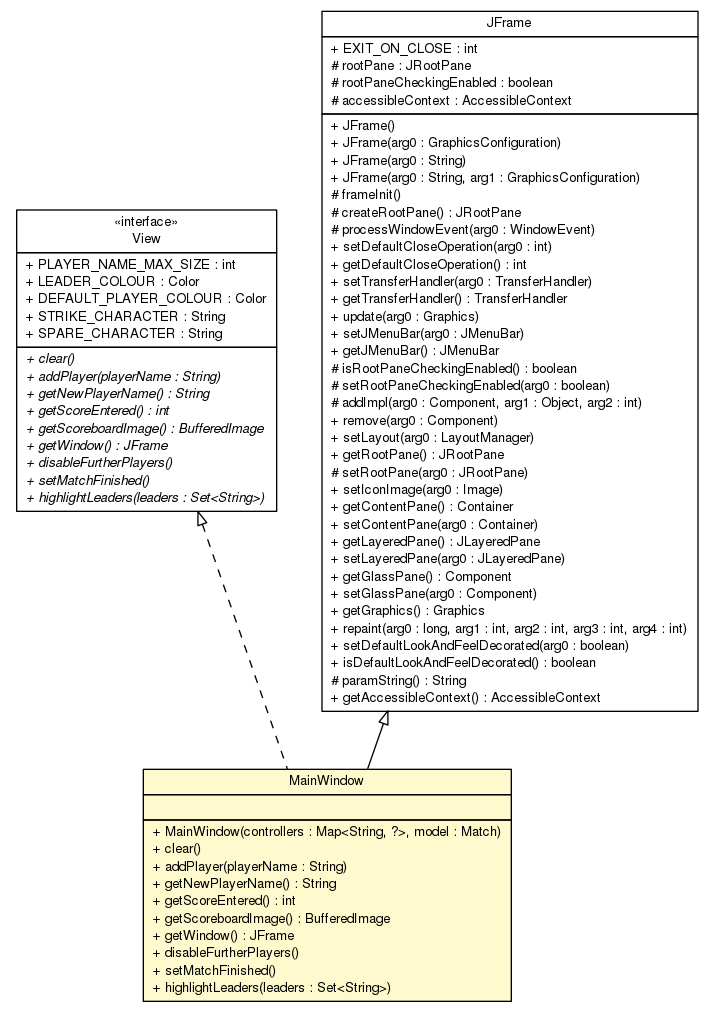 JFrame
+ EXIT_ON_CLOSE : int
# rootPane : JRootPane
# rootPaneCheckingEnabled : boolean
# accessibleContext : AccessibleContext
+ JFrame()
+ JFrame(arg0 : GraphicsConfiguration)
+ JFrame(arg0 : String)
+ JFrame(arg0 : String, arg1 : GraphicsConfiguration)
# frameInit()
# createRootPane() : JRootPane
# processWindowEvent(arg0 : WindowEvent)
+ setDefaultCloseOperation(arg0 : int)
+ getDefaultCloseOperation() : int
+ setTransferHandler(arg0 : TransferHandler)
+ getTransferHandler() : TransferHandler
+ update(arg0 : Graphics)
+ setJMenuBar(arg0 : JMenuBar)
+ getJMenuBar() : JMenuBar
# isRootPaneCheckingEnabled() : boolean
# setRootPaneCheckingEnabled(arg0 : boolean)
# addImpl(arg0 : Component, arg1 : Object, arg2 : int)
+ remove(arg0 : Component)
+ setLayout(arg0 : LayoutManager)
+ getRootPane() : JRootPane
# setRootPane(arg0 : JRootPane)
+ setIconImage(arg0 : Image)
+ getContentPane() : Container
+ setContentPane(arg0 : Container)
+ getLayeredPane() : JLayeredPane
+ setLayeredPane(arg0 : JLayeredPane)
+ getGlassPane() : Component
+ setGlassPane(arg0 : Component)
+ getGraphics() : Graphics
+ repaint(arg0 : long, arg1 : int, arg2 : int, arg3 : int, arg4 : int)
+ setDefaultLookAndFeelDecorated(arg0 : boolean)
+ isDefaultLookAndFeelDecorated() : boolean
# paramString() : String
+ getAccessibleContext() : AccessibleContext
«interface»
View
+ PLAYER_NAME_MAX_SIZE : int
+ LEADER_COLOUR : Color
+ DEFAULT_PLAYER_COLOUR : Color
+ STRIKE_CHARACTER : String
+ SPARE_CHARACTER : String
+ clear()
+ addPlayer(playerName : String)
+ getNewPlayerName() : String
+ getScoreEntered() : int
+ getScoreboardImage() : BufferedImage
+ getWindow() : JFrame
+ disableFurtherPlayers()
+ setMatchFinished()
+ highlightLeaders(leaders : Set<String>)
MainWindow
+ MainWindow(controllers : Map<String, ?>, model : Match)
+ clear()
+ addPlayer(playerName : String)
+ getNewPlayerName() : String
+ getScoreEntered() : int
+ getScoreboardImage() : BufferedImage
+ getWindow() : JFrame
+ disableFurtherPlayers()
+ setMatchFinished()
+ highlightLeaders(leaders : Set<String>)